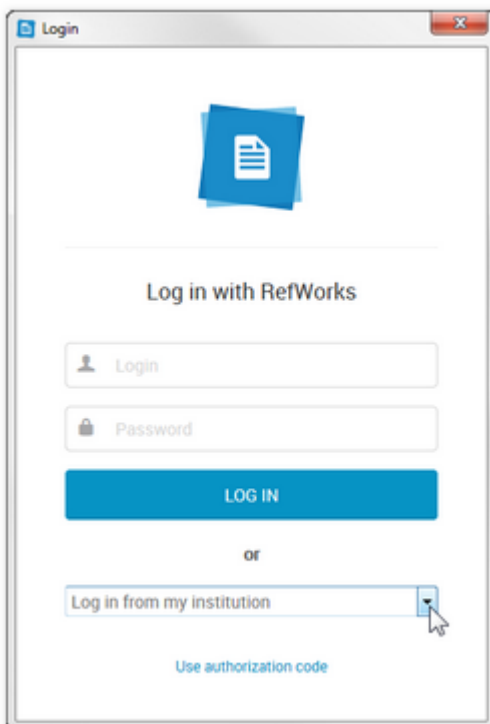 Login
Log in with RefWorks
Login
Password
LOG IN
or
Log in from my institution
Use authorization code